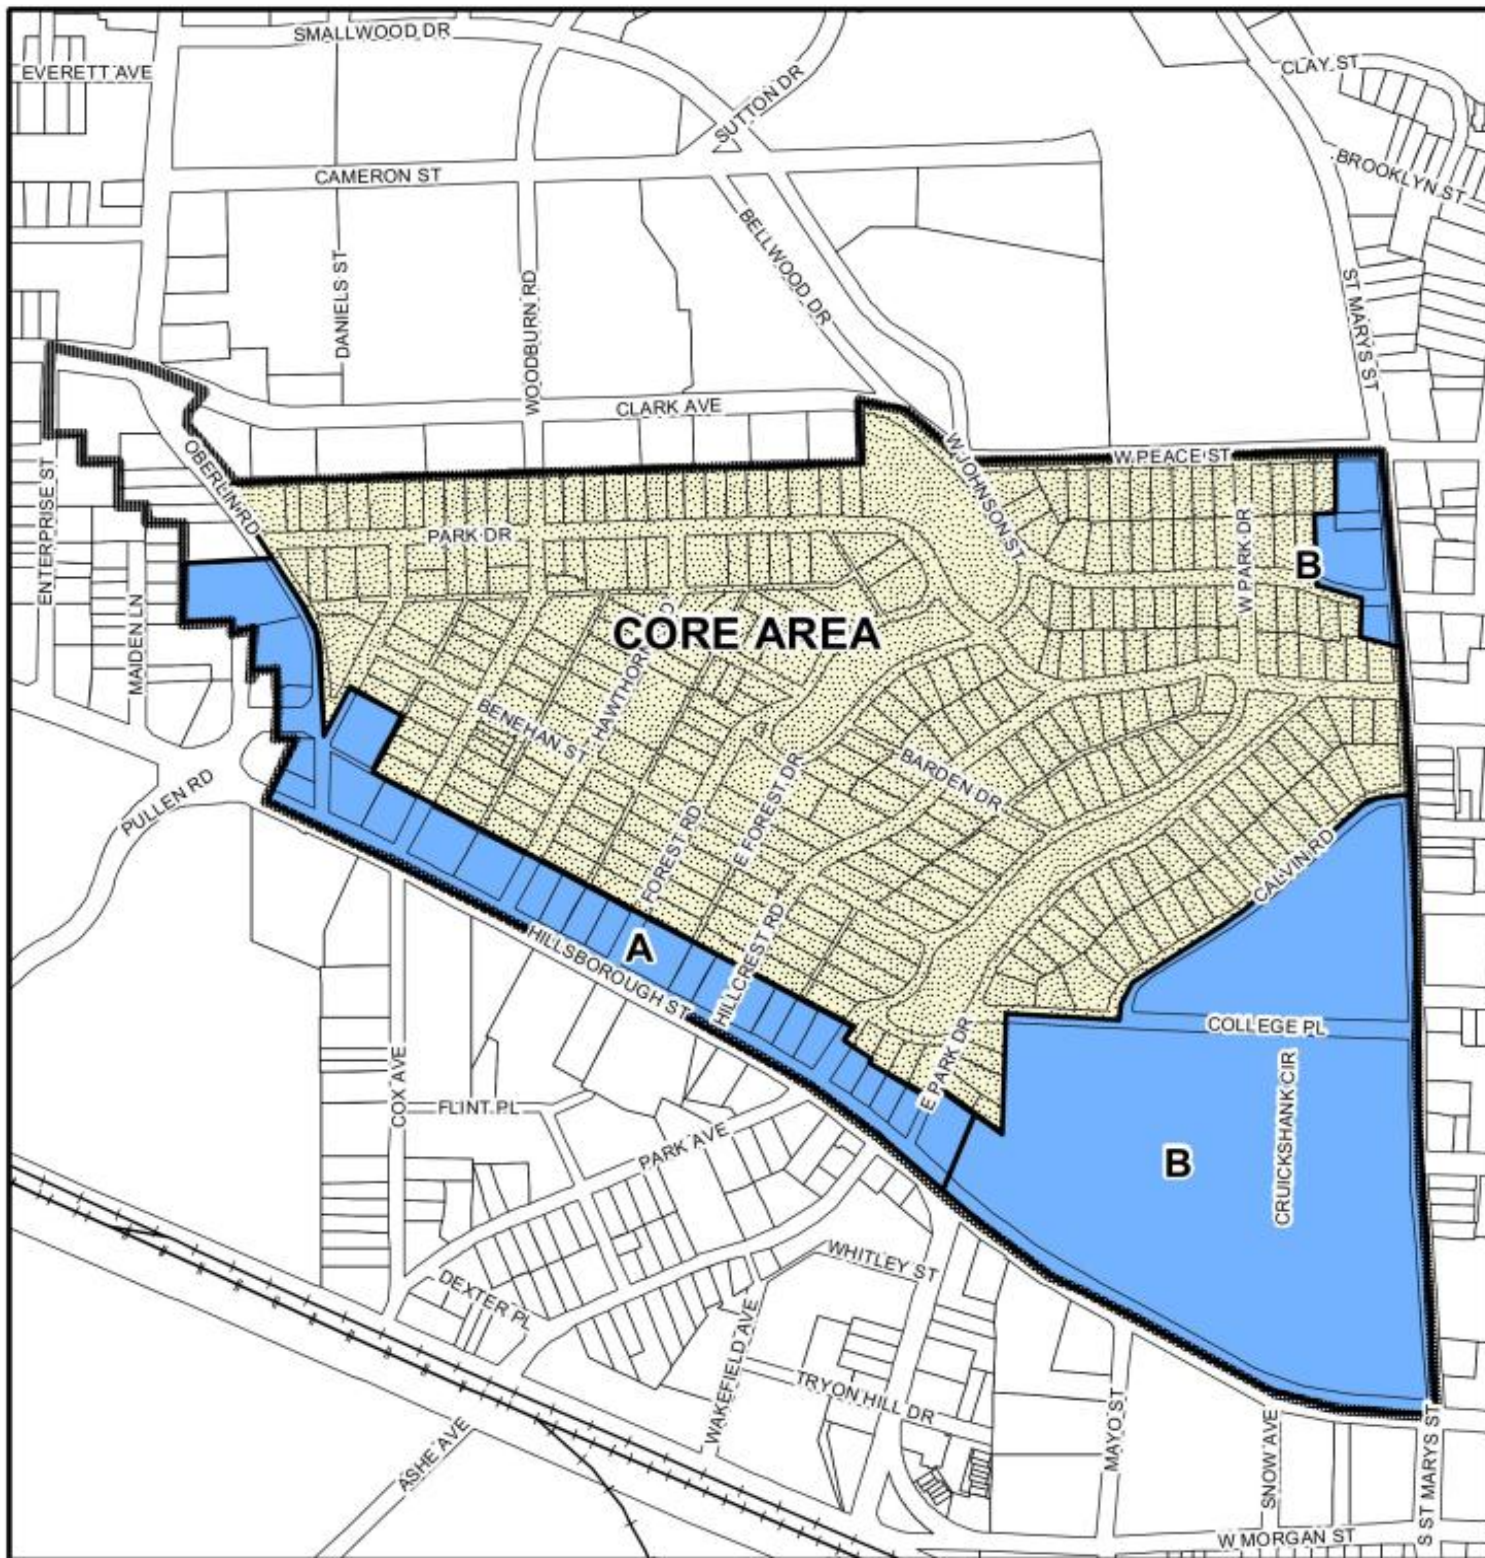 SMALLWOOD DR
EVERETT AVE
CLAY ST
SUTTON DR
CAMERON ST
BROOKLYN ST
BELLWOOD DR
DANIELS ST
WOODBURN RD
ST MARYS ST
CLARK AVE
W JOHNSON ST
W PEACE ST
OBERLIN RD
ENTERPRISE ST
PARK DR
W PARK DR
B
MAIDEN LN
CORE AREA
HAWTHORN
BENEHAN ST
BARDEN DR
PULLEN RD
FOREST RD
E FOREST DR
CALVIN RD
HILLSBOROUGH ST
A
HILLCREST RD
COLLEGE PL
E PARK DR
COX AVE
FLINT PL
CRUICKSHANK CIR
PARK AVE
B
WHITLEY ST
DEXTER PL
WAKEFIELD AVE
TRYON HILL DR
MAYO ST
ASHE AVE
SNOW AVE
S ST MARYS ST
W MORGAN ST